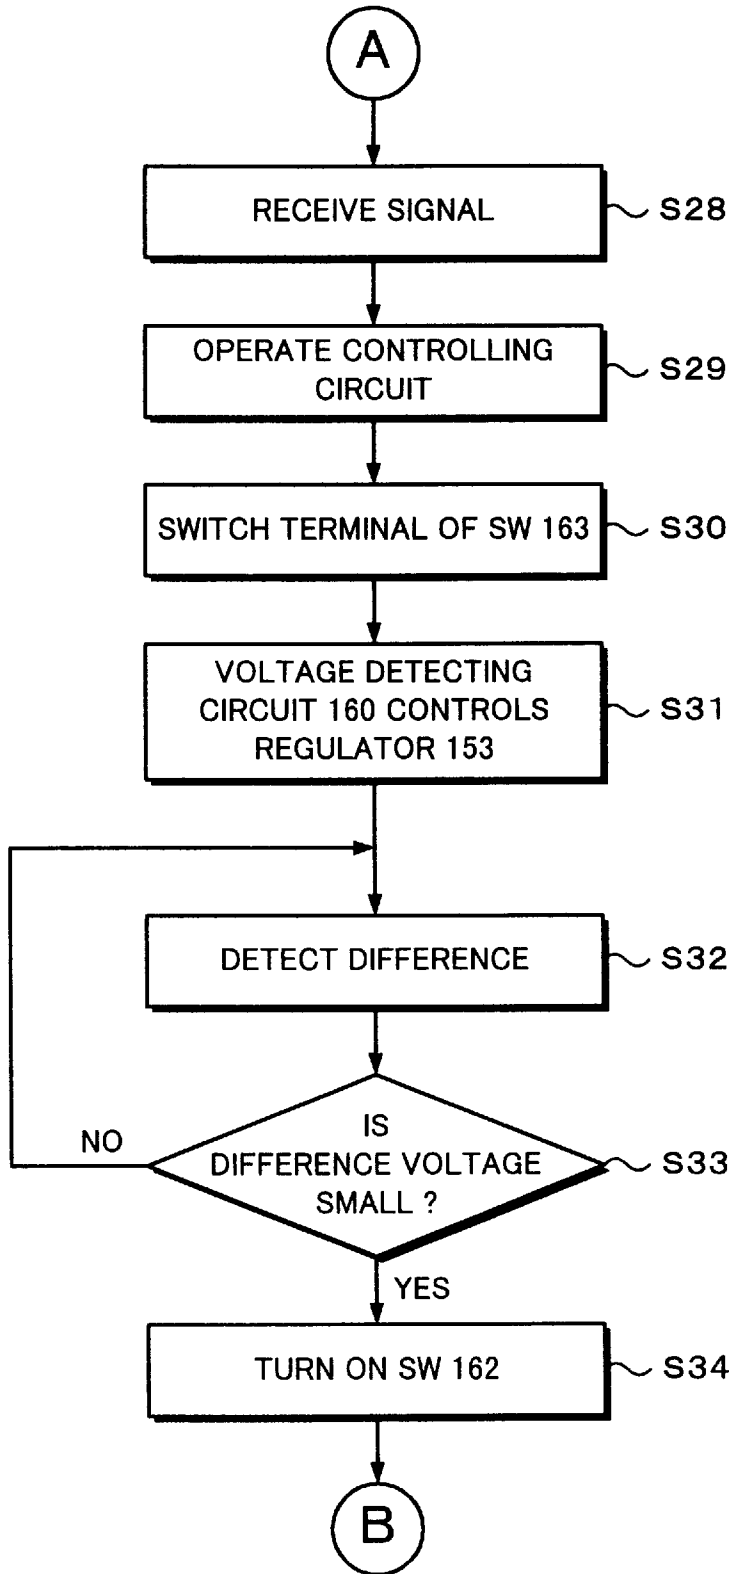 A
RECEIVE SIGNAL
S28
OPERATE CONTROLLING
CIRCUIT
S29
SWITCH TERMINAL OF SW 163
S30
VOLTAGE DETECTING
CIRCUIT 160 CONTROLS
REGULATOR 153
S31
DETECT DIFFERENCE
S32
IS
DIFFERENCE VOLTAGE
SMALL ?
S33
NO
YES
TURN ON SW 162
S34
B